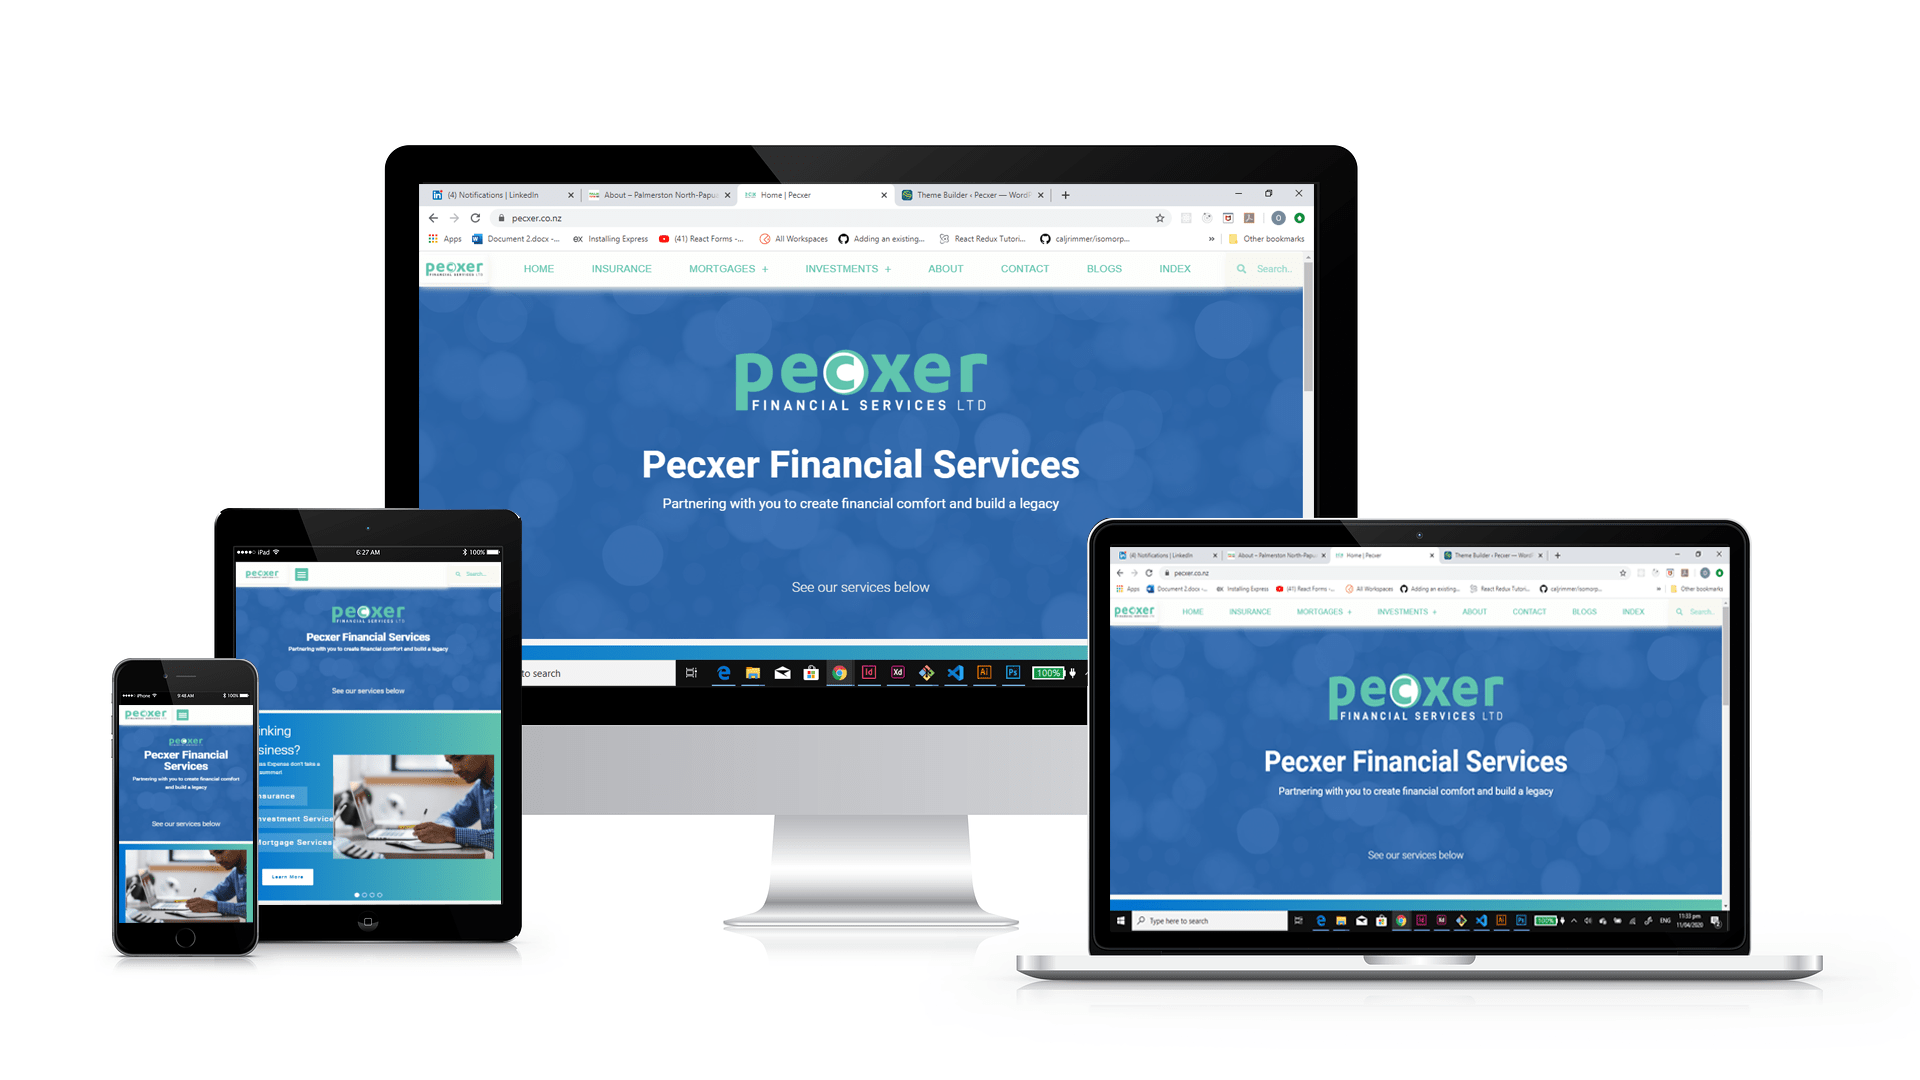 (4) Notifications | LinkedIn
About – Palmerston North-Papu
Home | Pecxer
Theme Builder ‹ Pecxer — WordP
pecxer.co.nz
Apps
Document 2.docx -...
Installing Express
(41) React Forms -...
All Workspaces
Adding an existing...
React Redux Tutori...
caljrimmer/isomorp...
Other bookmarks
pecxer
FINANCIAL SERVICES LTD
HOME
INSURANCE
MORTGAGES +
INVESTMENTS +
ABOUT
CONTACT
BLOGS
INDEX
Search..
pecxer
FINANCIAL SERVICES LTD
Pecxer Financial Services
Partnering with you to create financial comfort and build a legacy
See our services below
to search
100%
iPad
6:27 AM
100%
pecxer
Search...
pecxer
FINANCIAL SERVICES LTD
Pecxer Financial Services
Partnering with you to create financial comfort and build a legacy
See our services below
inking
siness?
ss Expense don't take a
nsurance
nvestment Service
Mortgage Services
Learn More
iPhone
9:48 AM
100%
pecxer
pecxer
Pecxer Financial
Services
Partnering with you to create financial comfort
and build a legacy
See our services below
(4) Notifications | LinkedIn
About – Palmerston North-Papu
Home | Pecxer
Theme Builder ‹ Pecxer — WordP
pecxer.co.nz
Apps
Document 2.docx -...
Installing Express
(41) React Forms -...
All Workspaces
Adding an existing...
React Redux Tutori...
caljrimmer/isomorp...
Other bookmarks
pecxer
HOME
INSURANCE
MORTGAGES +
INVESTMENTS +
ABOUT
CONTACT
BLOGS
INDEX
Search..
pecxer
FINANCIAL SERVICES LTD
Pecxer Financial Services
Partnering with you to create financial comfort and build a legacy
See our services below
Type here to search
100%
ENG
11:33 pm
11/04/2020